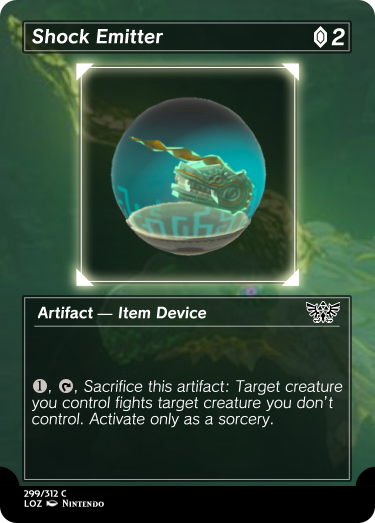 Shock Emitter 2
Artifact — Item Device
1, T, Sacrifice this artifact: Target creature
you control fights target creature you don't
control. Activate only as a sorcery.
299/312 C
LOZ Nintendo